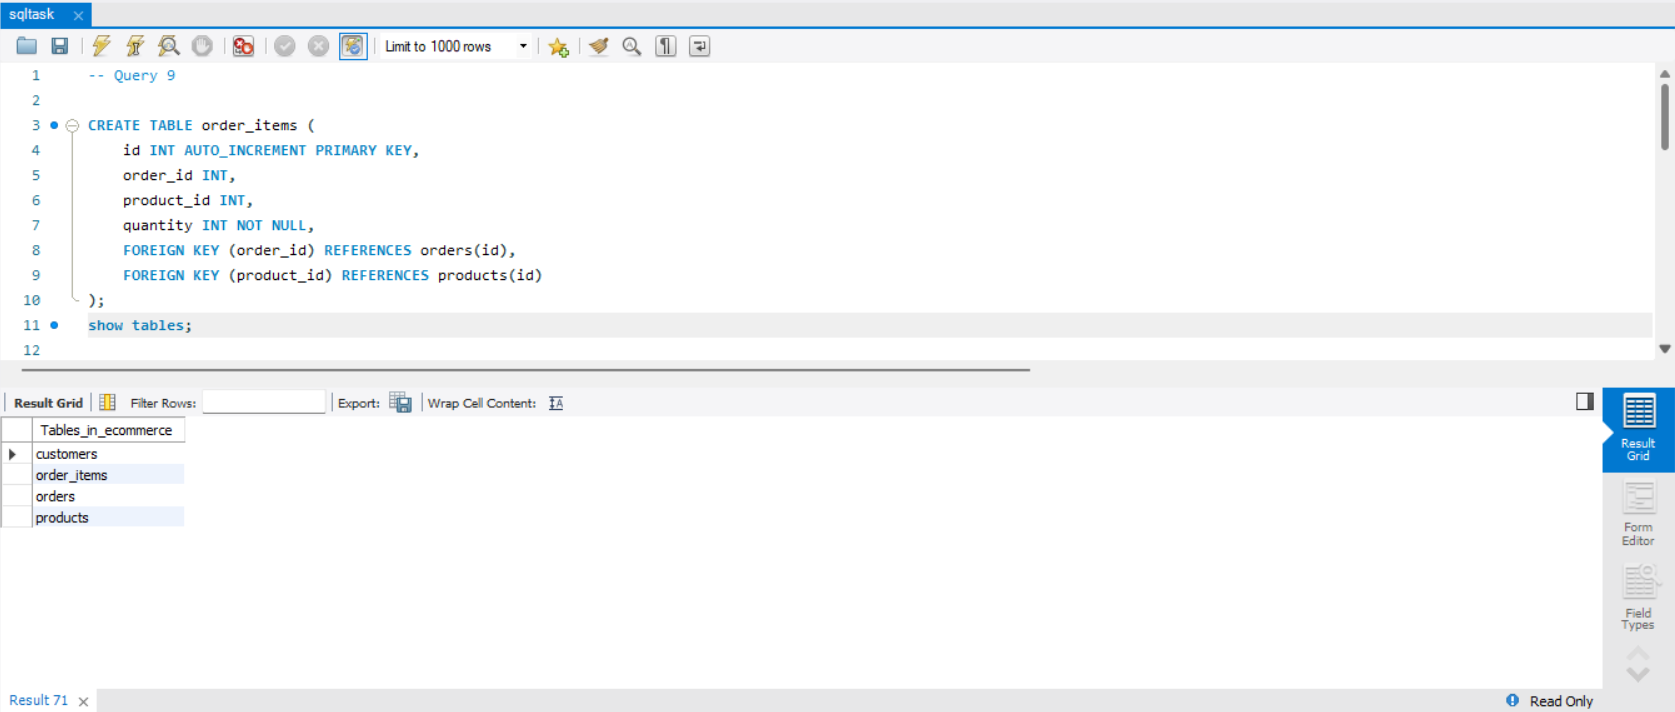 sqltask
Limit to 1000 rows
1 -- Query 9
2
3 CREATE TABLE order_items (
4 id INT AUTO_INCREMENT PRIMARY KEY,
5 order_id INT,
6 product_id INT,
7 quantity INT NOT NULL,
8 FOREIGN KEY (order_id) REFERENCES orders(id),
9 FOREIGN KEY (product_id) REFERENCES products(id)
10 );
11 show tables;
12
Result Grid Filter Rows: Export: Wrap Cell Content:
Tables_in_ecommerce
customers
order_items
orders
products
Result
Grid
Form
Editor
Field
Types
Result 71
Read Only